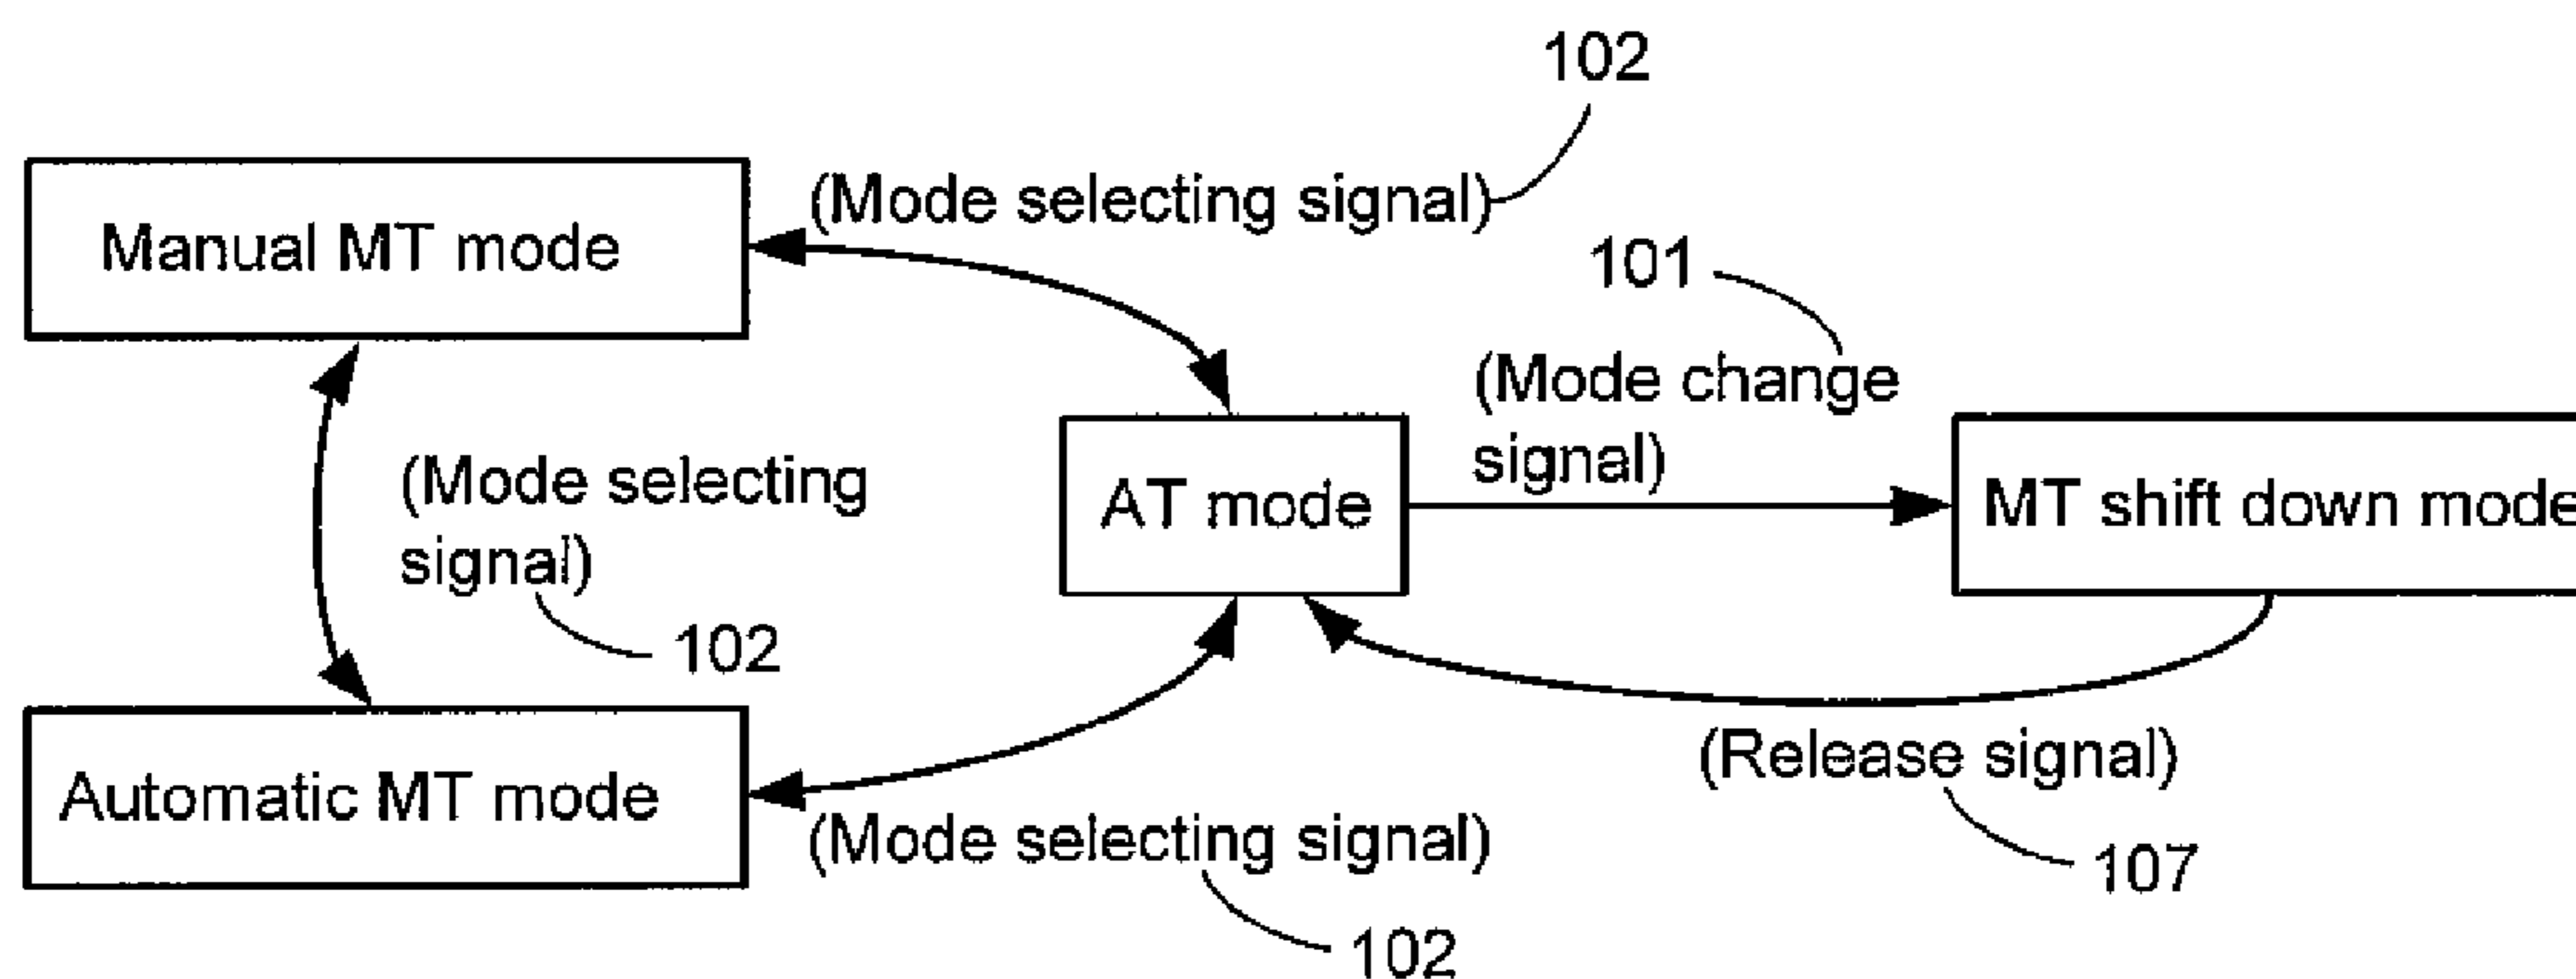 102
(Mode selecting signal)
Manual MT mode
101
(Mode change
signal)
(Mode selecting
signal)
102
AT mode
MT shift down mode
(Release signal)
107
Automatic MT mode
(Mode selecting signal)
102